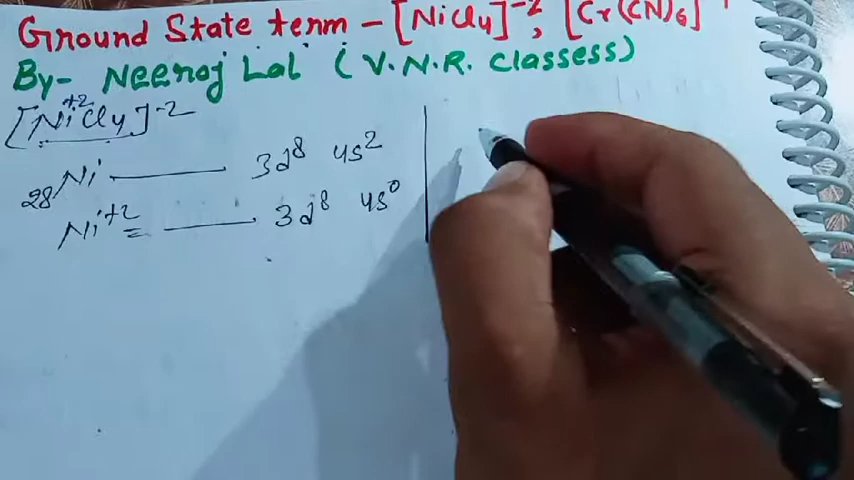 Ground State term - [NiCl4]⁻², [Cr(CN)6]
By- Neeraj Lal (V.N.R. Classess)
[Ni⁺²Cl4]⁻²
₂₈Ni —— 3d⁸ 4s²
Ni⁺² = —— 3d⁸ 4s⁰